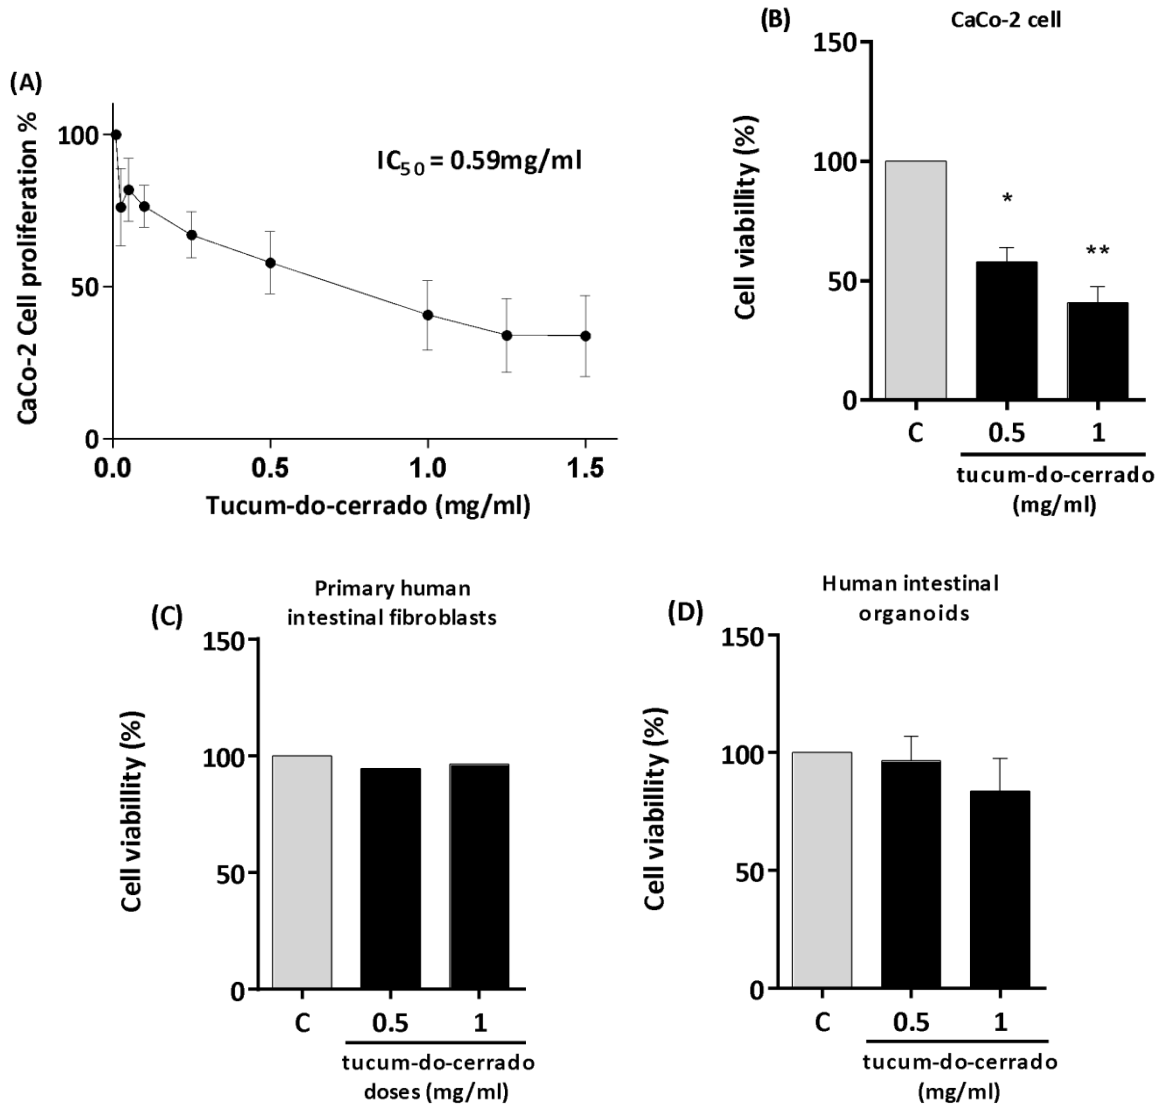 (A)
CaCo-2 Cell proliferation %
100
50
0
IC50 = 0.59mg/ml
0.0 0.5 1.0 1.5
Tucum-do-cerrado (mg/ml)
(B)
CaCo-2 cell
Cell viabillity (%)
150
100
50
0
*
**
C 0.5 1
tucum-do-cerrado
(mg/ml)
(C)
Primary human
intestinal fibroblasts
Cell viabillity (%)
150
100
50
0
C 0.5 1
tucum-do-cerrado
doses (mg/ml)
(D)
Human intestinal
organoids
Cell viabillity (%)
150
100
50
0
C 0.5 1
tucum-do-cerrado
(mg/ml)